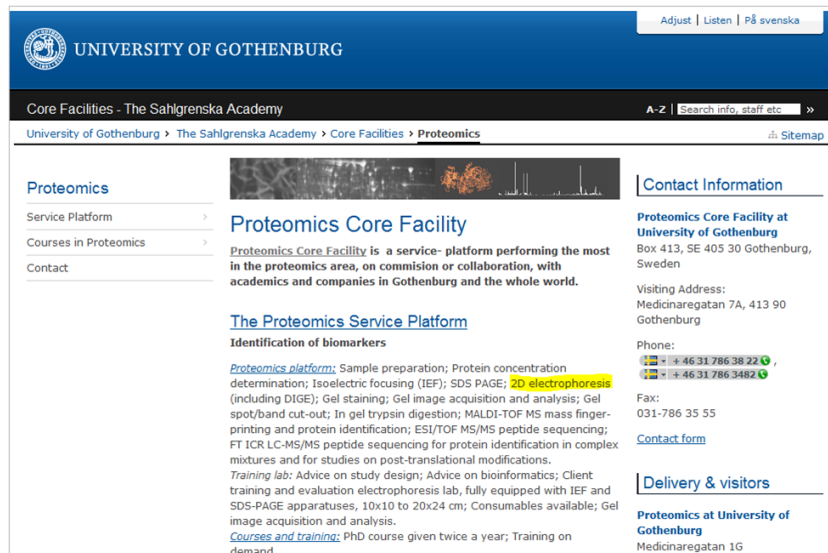 Adjust | Listen | På svenska
UNIVERSITY OF GOTHENBURG
Core Facilities - The Sahlgrenska Academy
A-Z | Search info, staff etc »
University of Gothenburg › The Sahlgrenska Academy › Core Facilities › Proteomics
Sitemap
Proteomics
Service Platform
Courses in Proteomics
Contact
Proteomics Core Facility
Proteomics Core Facility is a service- platform performing the most
in the proteomics area, on commision or collaboration, with
academics and companies in Gothenburg and the whole world.
The Proteomics Service Platform
Identification of biomarkers
Proteomics platform: Sample preparation; Protein concentration
determination; Isoelectric focusing (IEF); SDS PAGE; 2D electrophoresis
(including DIGE); Gel staining; Gel image acquisition and analysis; Gel
spot/band cut-out; In gel trypsin digestion; MALDI-TOF MS mass finger-
printing and protein identification; ESI/TOF MS/MS peptide sequencing;
FT ICR LC-MS/MS peptide sequencing for protein identification in complex
mixtures and for studies on post-translational modifications.
Training lab: Advice on study design; Advice on bioinformatics; Client
training and evaluation electrophoresis lab, fully equipped with IEF and
SDS-PAGE apparatuses, 10x10 to 20x24 cm; Consumables available; Gel
image acquisition and analysis.
Courses and training: PhD course given twice a year; Training on
demand
Contact Information
Proteomics Core Facility at
University of Gothenburg
Box 413, SE 405 30 Gothenburg,
Sweden
Visiting Address:
Medicinaregatan 7A, 413 90
Gothenburg
Phone:
+ 46 31 786 38 22 ,
+ 46 31 786 3482
Fax:
031-786 35 55
Contact form
Delivery & visitors
Proteomics at University of
Gothenburg
Medicinaregatan 1G